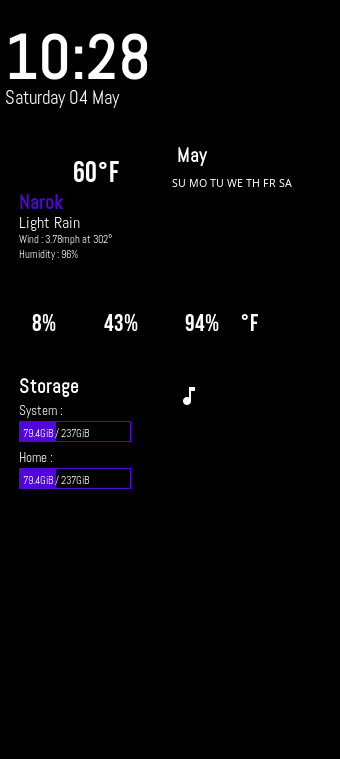 10:28
Saturday 04 May
60°F
Narok
Light Rain
Wind : 3.78mph at 302°
Humidity : 96%
May
SU MO TU WE TH FR SA
8% 43% 94% °F
Storage
System :
79.4GiB / 237GiB
Home :
79.4GiB / 237GiB